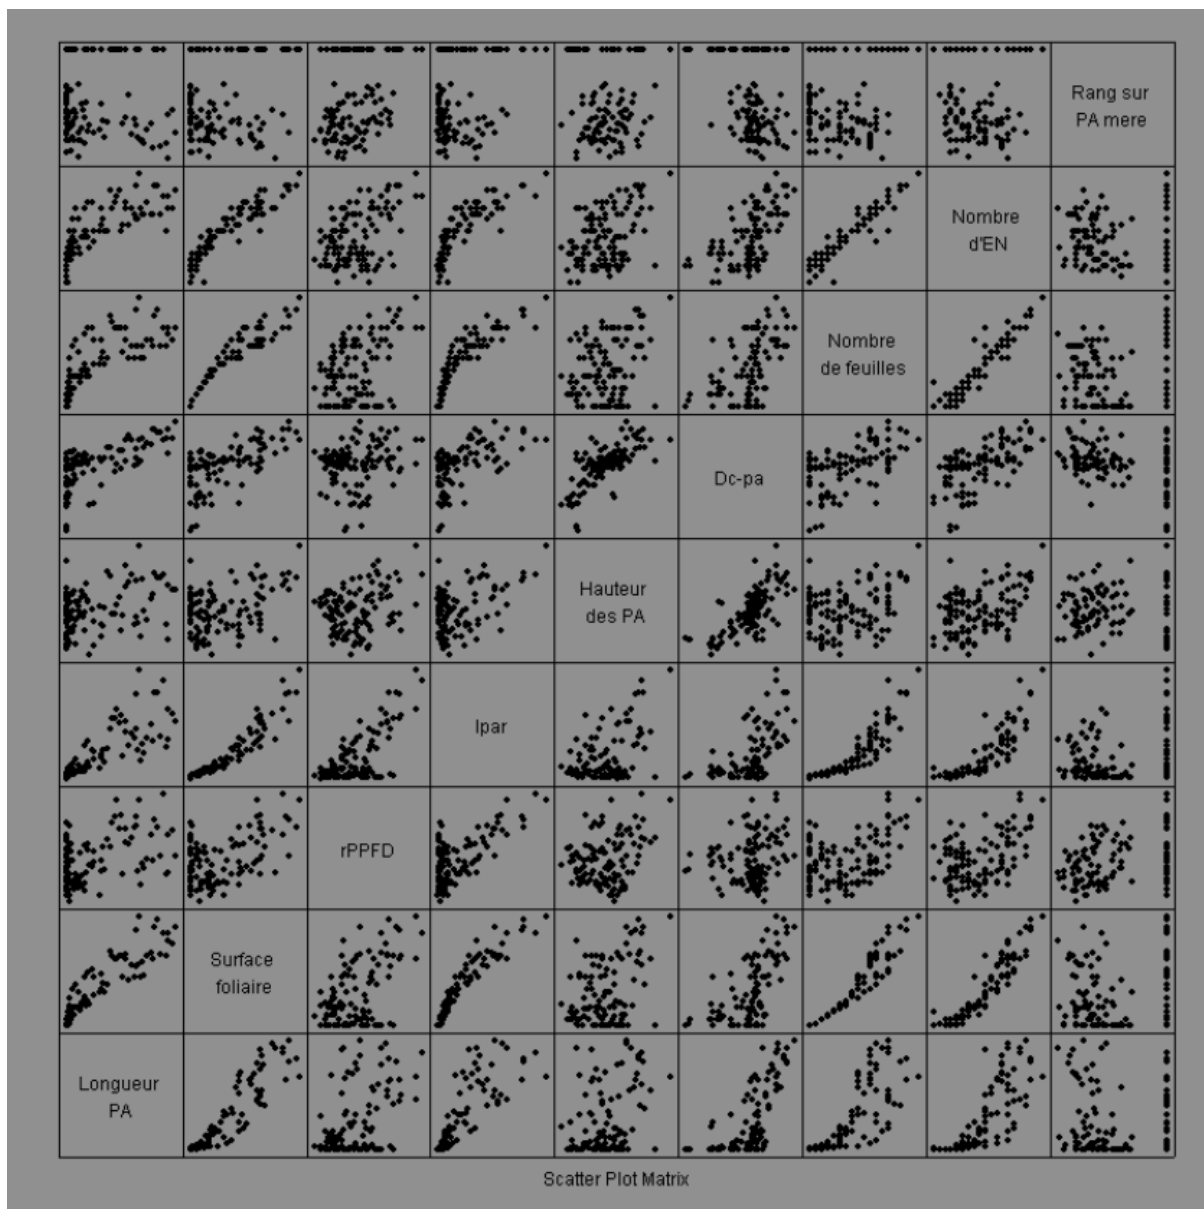 Rang sur
PA mere
Nombre
d'EN
Nombre
de feuilles
Dc-pa
Hauteur
des PA
Ipar
rPPFD
Surface
foliaire
Longueur
PA
Scatter Plot Matrix